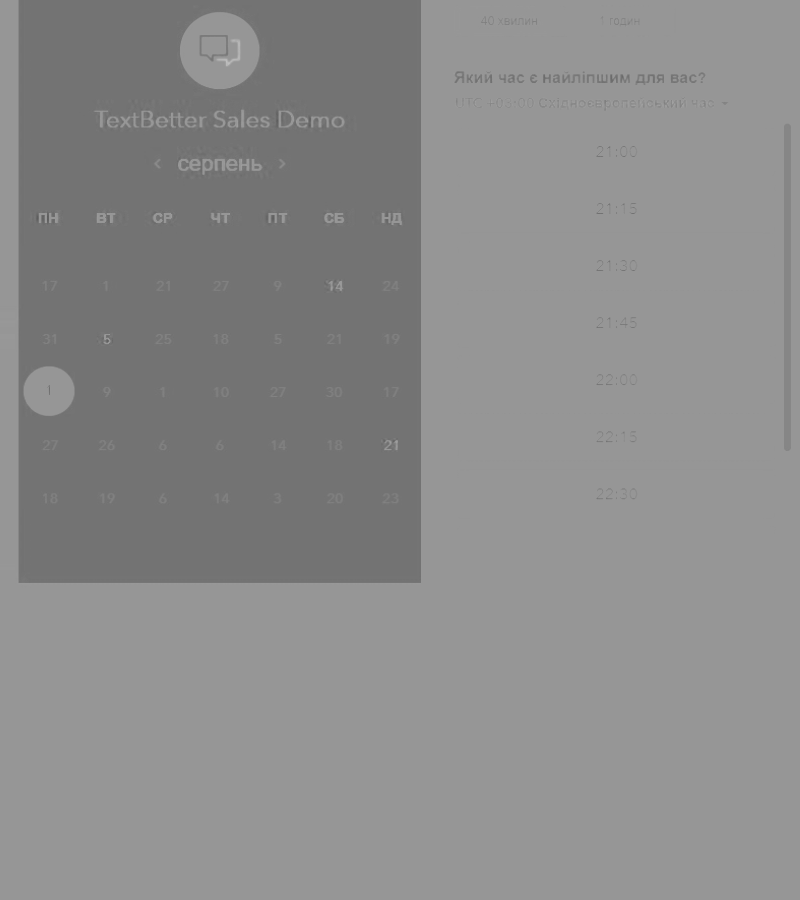 TextBetter Sales Demo
серпень
ПН ВТ СР ЧТ ПТ СБ НД
17 1 21 27 9 14 24
31 5 25 18 5 21 19
1 9 1 10 27 30 17
27 26 6 6 14 18 21
18 19 6 14 3 20 23
40 хвилин 1 годин
Який час є найліпшим для вас?
UTC +03:00 Східноєвропейський час
21:00
21:15
21:30
21:45
22:00
22:15
22:30